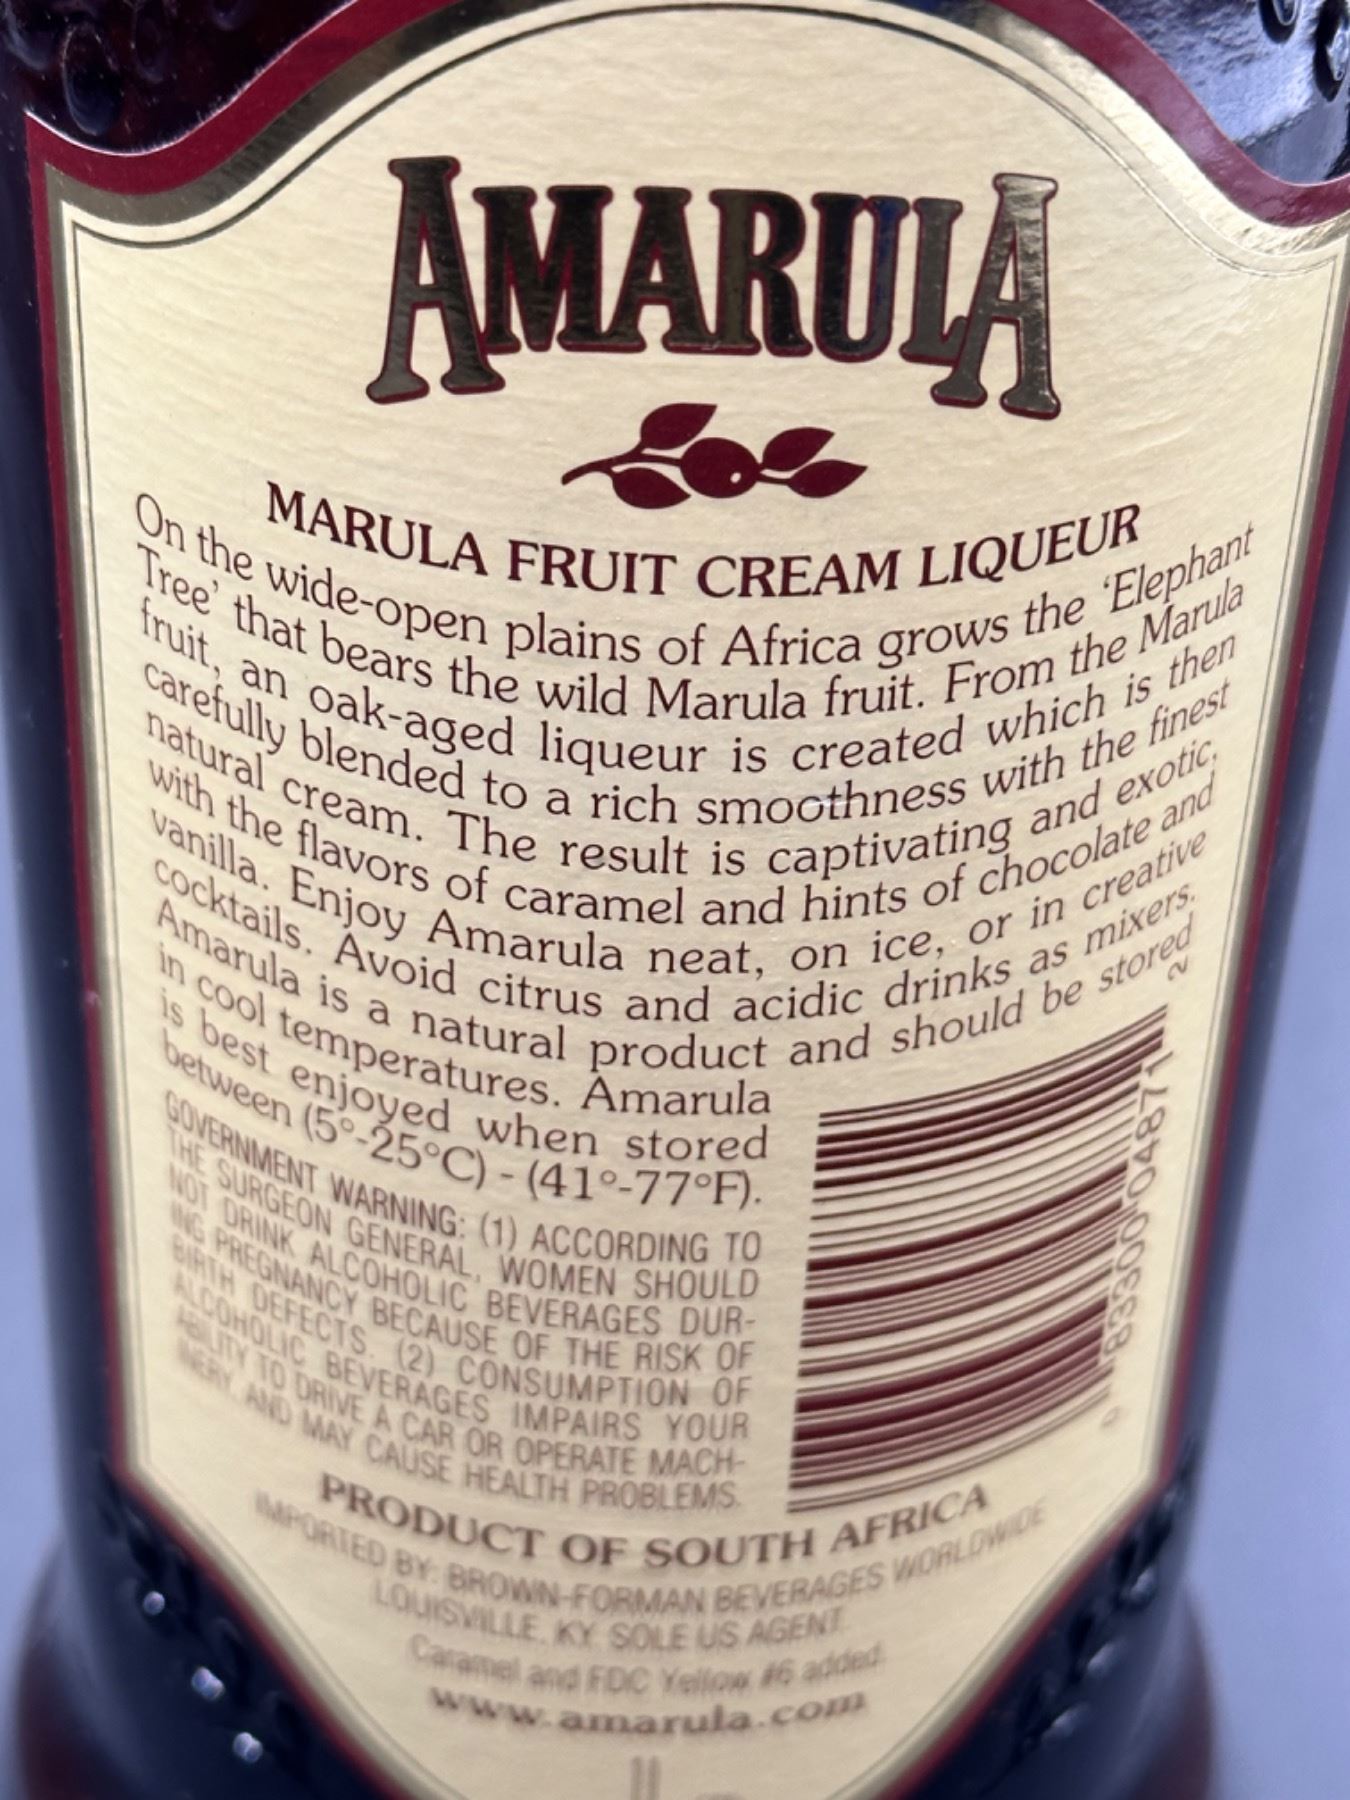 AMARULA
MARULA FRUIT CREAM LIQUEUR
On the wide-open plains of Africa grows the 'Elephant
Tree' that bears the wild Marula fruit. From the Marula
fruit, an oak-aged liqueur is created which is then
carefully blended to a rich smoothness with the finest
natural cream. The result is captivating and exotic,
with the flavors of caramel and hints of chocolate and
vanilla. Enjoy Amarula neat, on ice, or in creative
cocktails. Avoid citrus and acidic drinks as mixers.
Amarula is a natural product and should be stored
in cool temperatures. Amarula
is best enjoyed when stored
between (5°-25°C) - (41°-77°F).
GOVERNMENT WARNING: (1) ACCORDING TO
THE SURGEON GENERAL, WOMEN SHOULD
NOT DRINK ALCOHOLIC BEVERAGES DUR-
ING PREGNANCY BECAUSE OF THE RISK OF
BIRTH DEFECTS. (2) CONSUMPTION OF
ALCOHOLIC BEVERAGES IMPAIRS YOUR
ABILITY TO DRIVE A CAR OR OPERATE MACH-
INERY, AND MAY CAUSE HEALTH PROBLEMS.
0 83300 04871 2
PRODUCT OF SOUTH AFRICA
IMPORTED BY: BROWN-FORMAN BEVERAGES WORLDWIDE
LOUISVILLE, KY SOLE US AGENT.
Caramel and FDC Yellow #6 added.
www.amarula.com